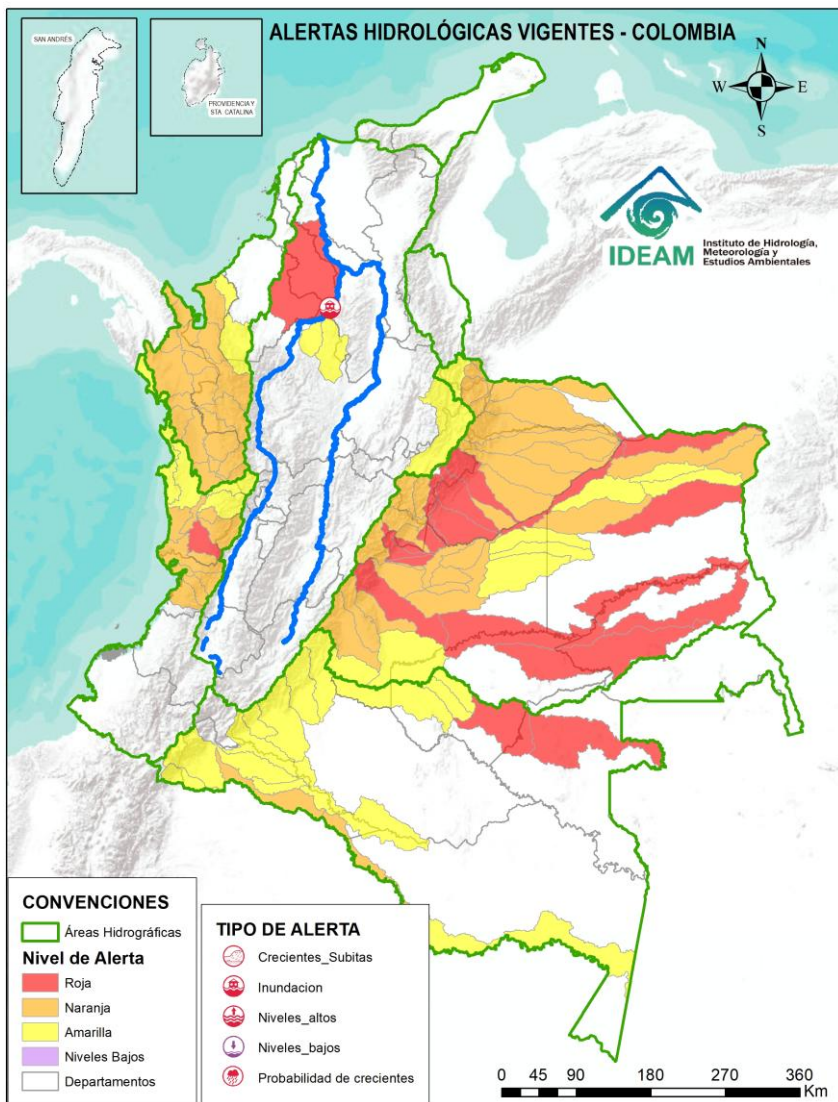 ALERTAS HIDROLÓGICAS VIGENTES - COLOMBIA
SAN ANDRÉS
PROVIDENCIA Y
STA. CATALINA
N
W
E
S
IDEAM
Instituto de Hidrología,
Meteorología y
Estudios Ambientales
CONVENCIONES
Áreas Hidrográficas
Nivel de Alerta
Roja
Naranja
Amarilla
Niveles Bajos
Departamentos
TIPO DE ALERTA
Crecientes_Subitas
Inundacion
Niveles_altos
Niveles_bajos
Probabilidad de crecientes
0 45 90 180 270 360
Km